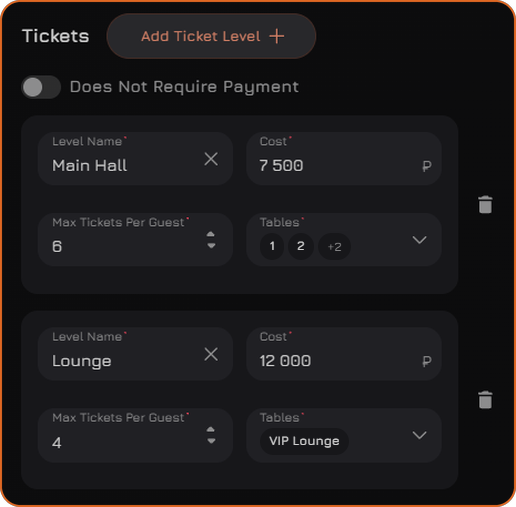 Tickets Add Ticket Level +
Does Not Require Payment
Level Name* Cost*
Main Hall 7 500 ₽
Max Tickets Per Guest* Tables*
6 1 2 +2
Level Name* Cost*
Lounge 12 000 ₽
Max Tickets Per Guest* Tables*
4 VIP Lounge